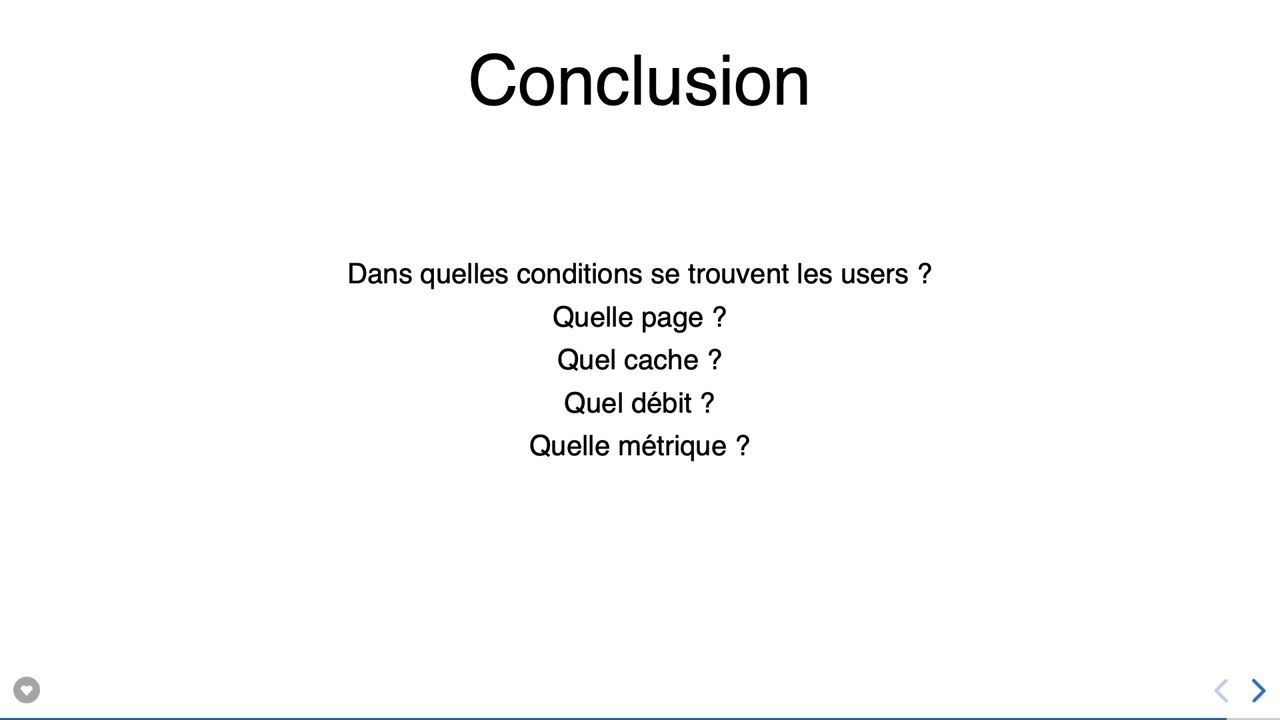 Conclusion
Dans quelles conditions se trouvent les users ?
Quelle page ?
Quel cache ?
Quel débit ?
Quelle métrique ?